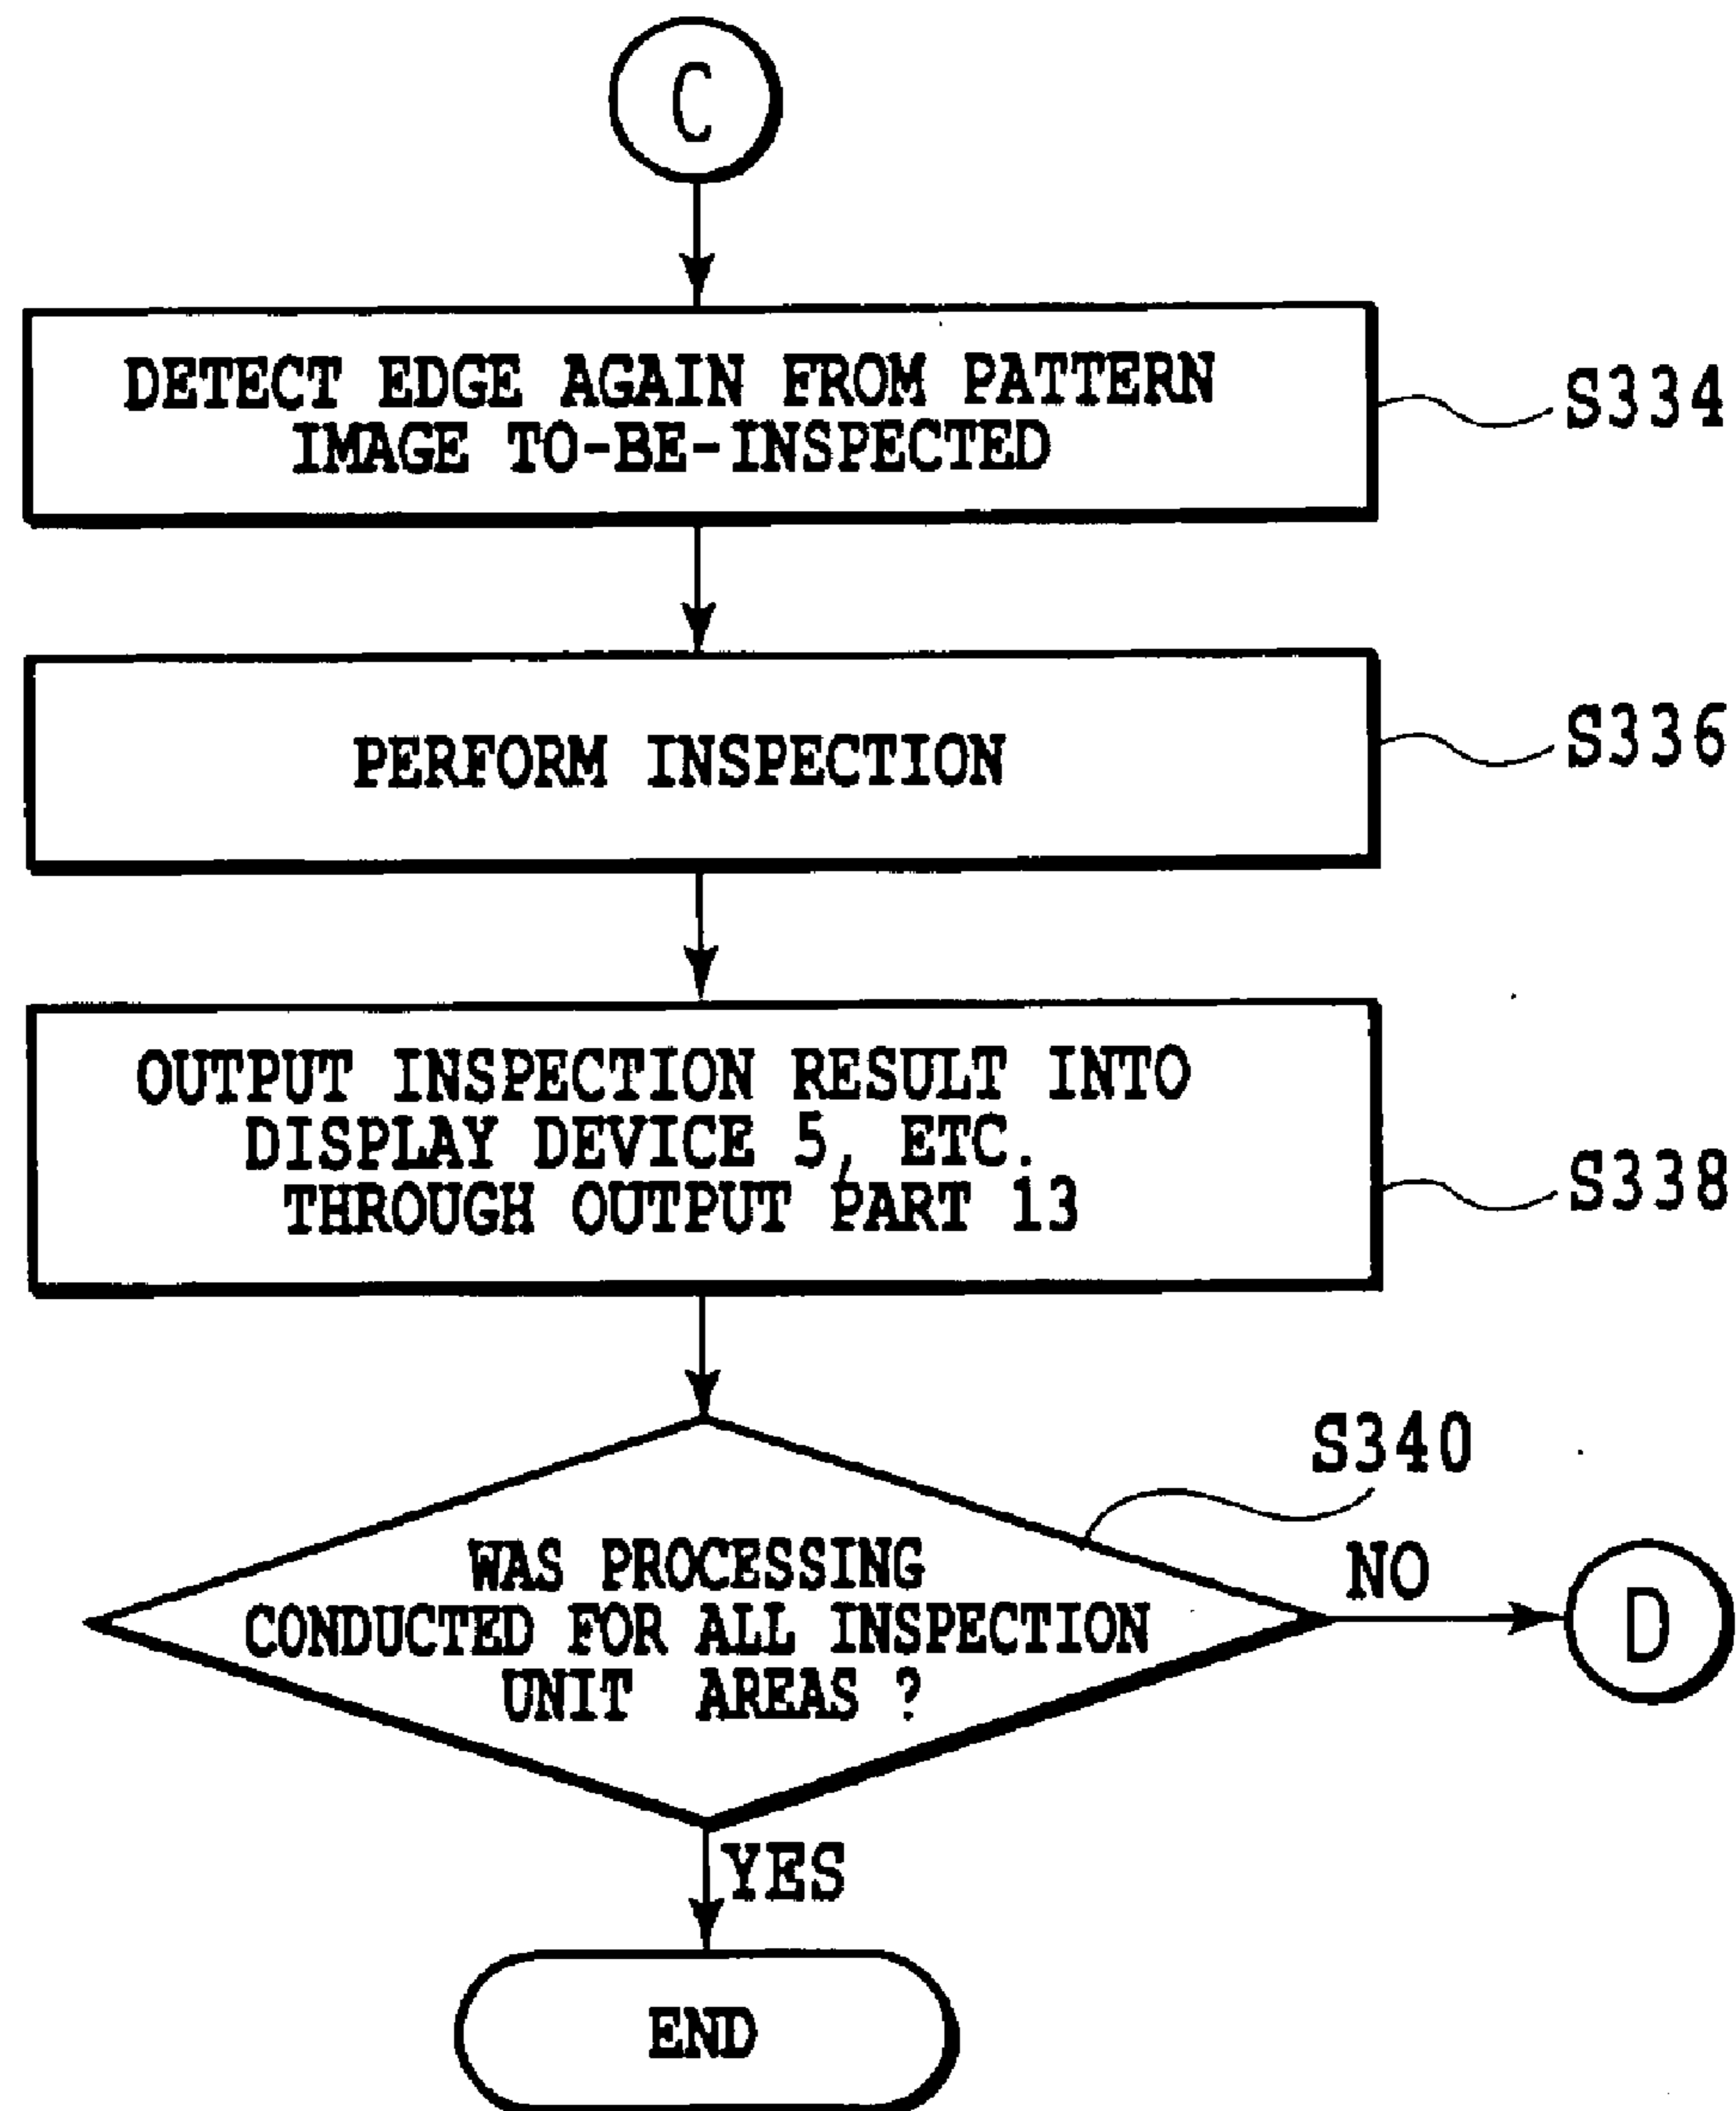 C
DETECT EDGE AGAIN FROM PATTERN
IMAGE TO-BE-INSPECTED
S334
PERFORM INSPECTION
S336
OUTPUT INSPECTION RESULT INTO
DISPLAY DEVICE 5, ETC.
THROUGH OUTPUT PART 13
S338
S340
WAS PROCESSING
CONDUCTED FOR ALL INSPECTION
UNIT AREAS ?
NO
D
YES
END